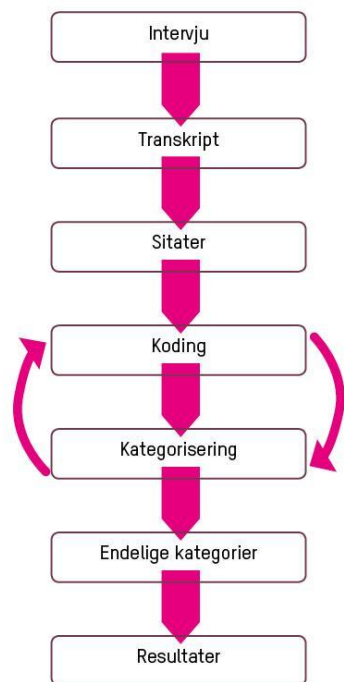 Intervju
Transkript
Sitater
Koding
Kategorisering
Endelige kategorier
Resultater